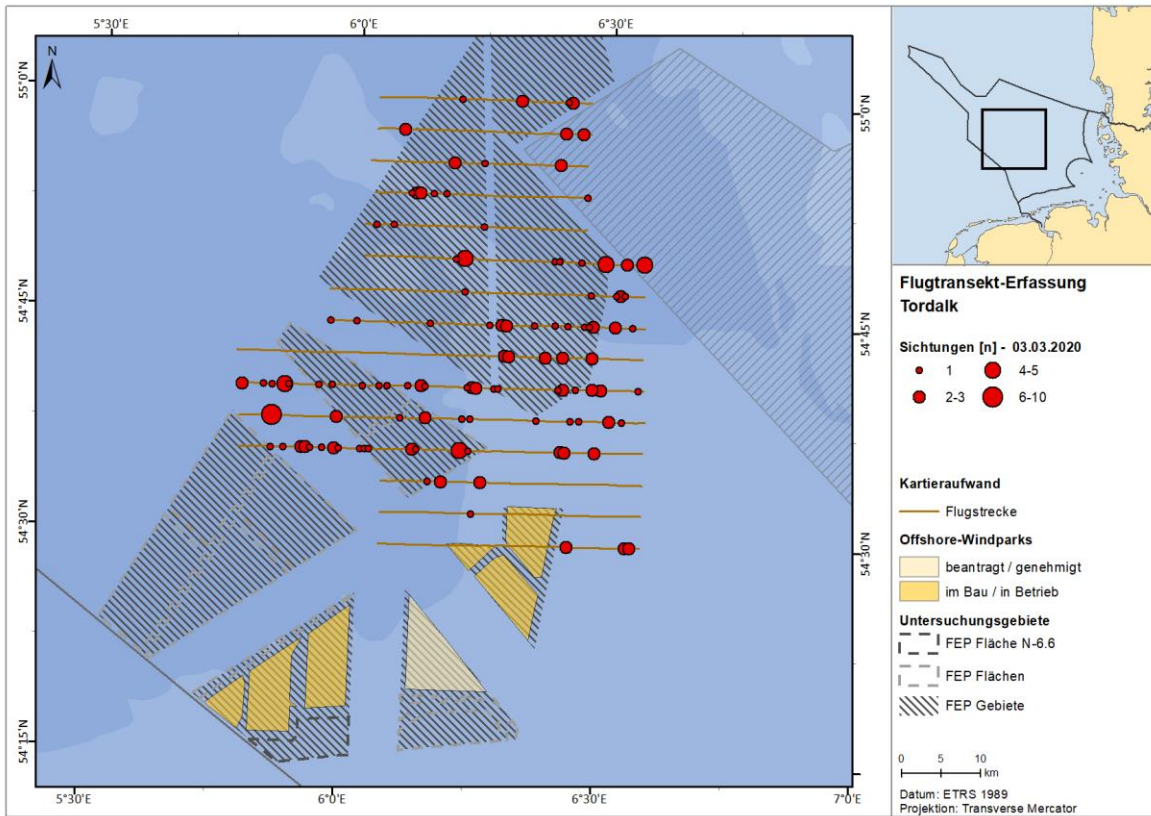 5°30'E
6°0'E
6°30'E
N
55°0'N
54°45'N
54°30'N
54°15'N
55°0'N
54°45'N
54°30'N
5°30'E
6°0'E
6°30'E
7°0'E
Flugtransekt-Erfassung
Tordalk
Sichtungen [n] - 03.03.2020
1
4-5
2-3
6-10
Kartieraufwand
Flugstrecke
Offshore-Windparks
beantragt / genehmigt
im Bau / in Betrieb
Untersuchungsgebiete
FEP Fläche N-6.6
FEP Flächen
FEP Gebiete
0 5 10
km
Datum: ETRS 1989
Projektion: Transverse Mercator